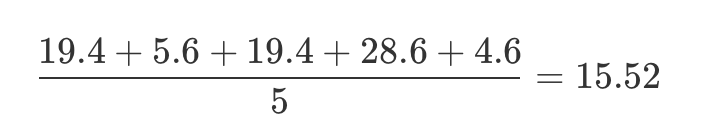 19.4 + 5.6 + 19.4 + 28.6 + 4.6
= 15.52
5